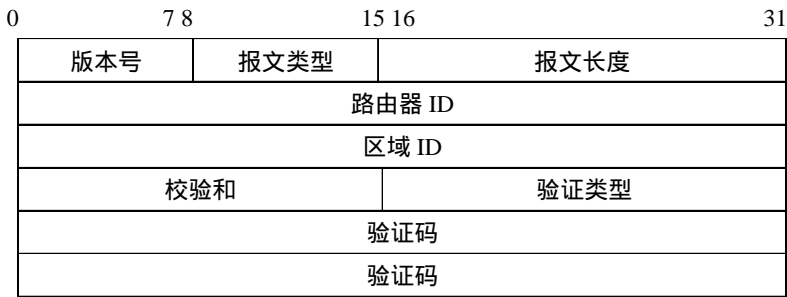 0 7 8 15 16 31
版本号 报文类型 报文长度
路由器 ID
区域 ID
校验和 验证类型
验证码
验证码